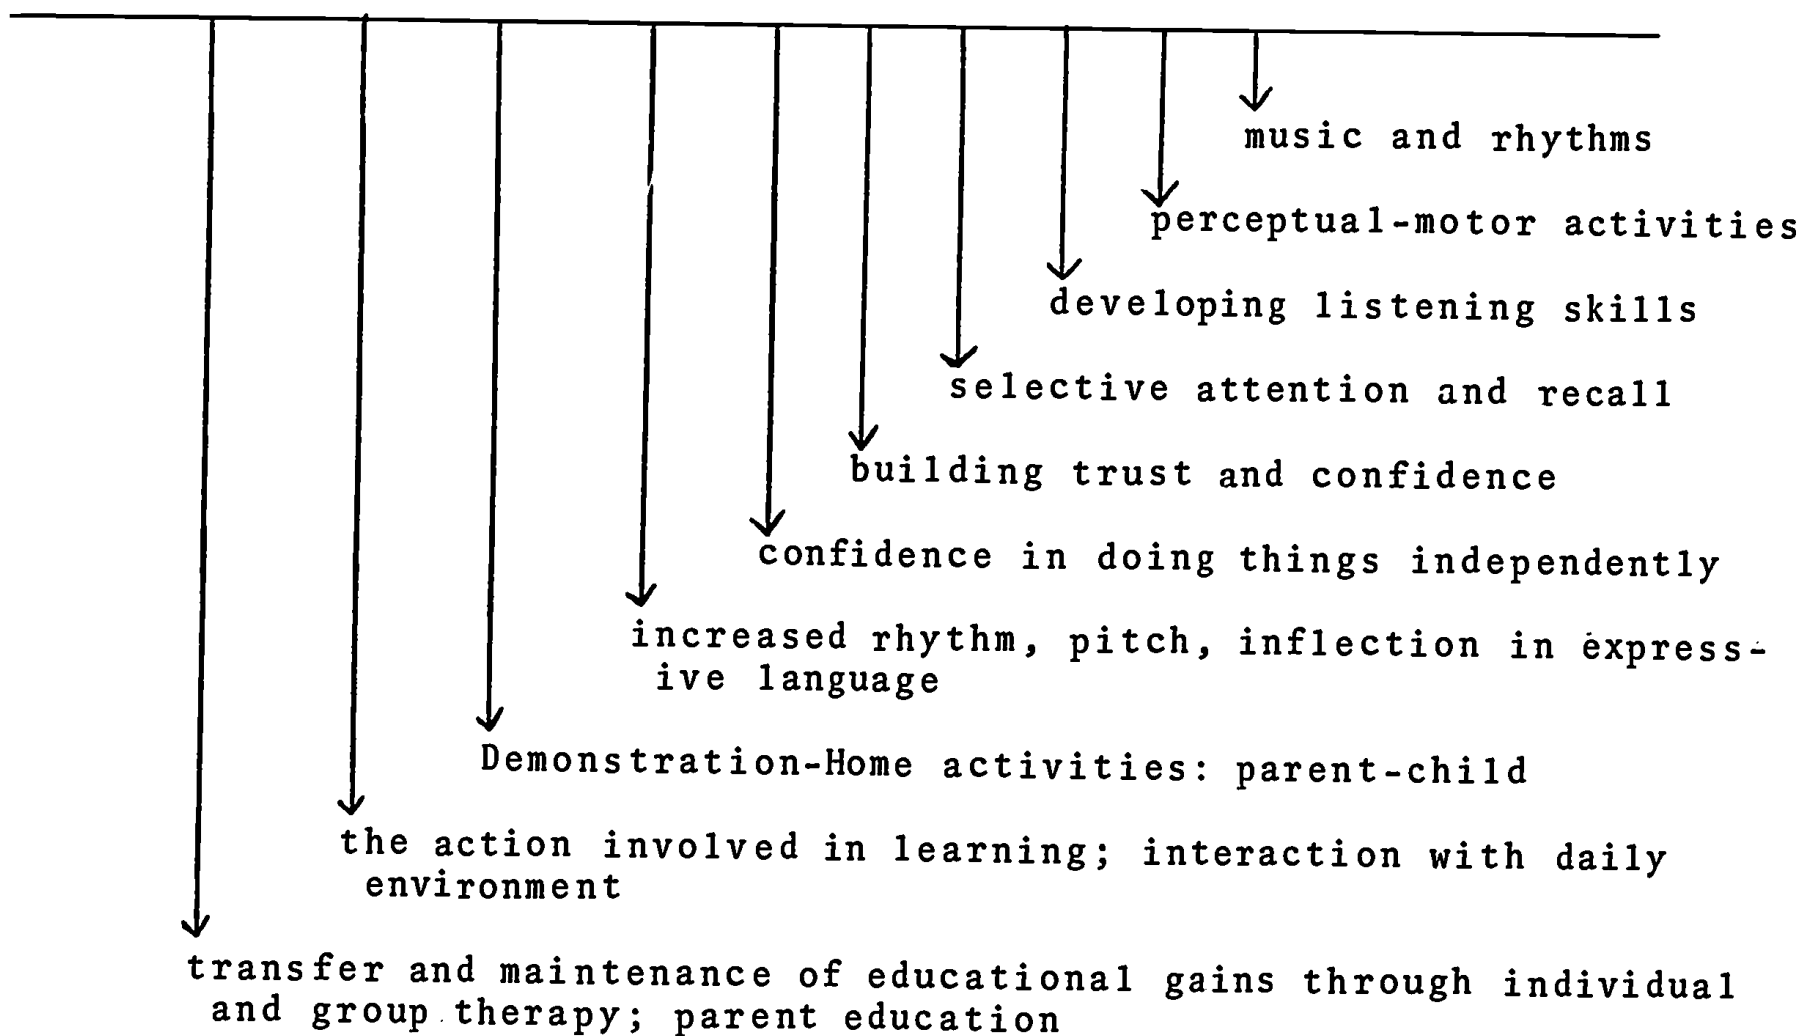 music and rhythms
perceptual-motor activities
developing listening skills
selective attention and recall
building trust and confidence
confidence in doing things independently
increased rhythm, pitch, inflection in express-
ive language
Demonstration-Home activities: parent-child
the action involved in learning; interaction with daily
environment
transfer and maintenance of educational gains through individual
and group therapy; parent education